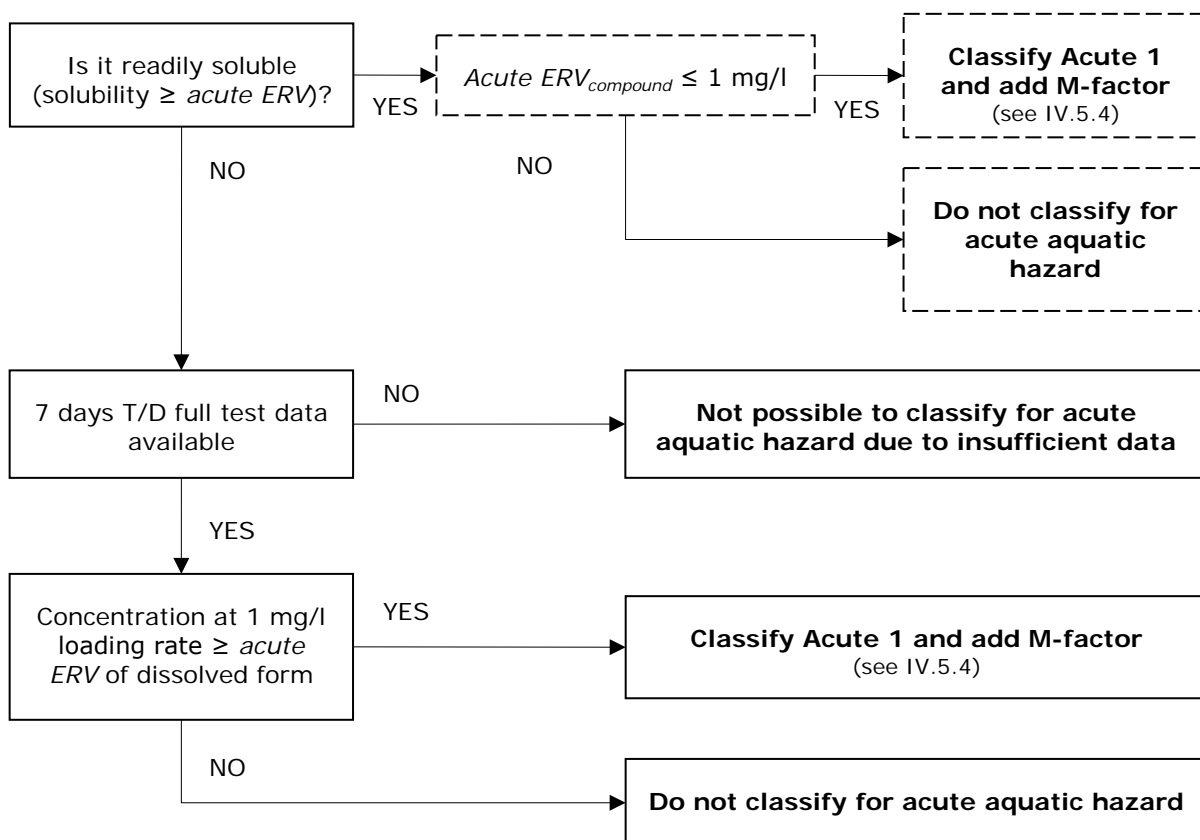 Is it readily soluble
(solubility ≥ acute ERV)?
YES
Acute ERVcompound ≤ 1 mg/l
YES
Classify Acute 1
and add M-factor
(see IV.5.4)
NO
NO
Do not classify for
acute aquatic
hazard
7 days T/D full test data
available
NO
Not possible to classify for acute
aquatic hazard due to insufficient data
YES
Concentration at 1 mg/l
loading rate ≥ acute
ERV of dissolved form
YES
Classify Acute 1 and add M-factor
(see IV.5.4)
NO
Do not classify for acute aquatic hazard